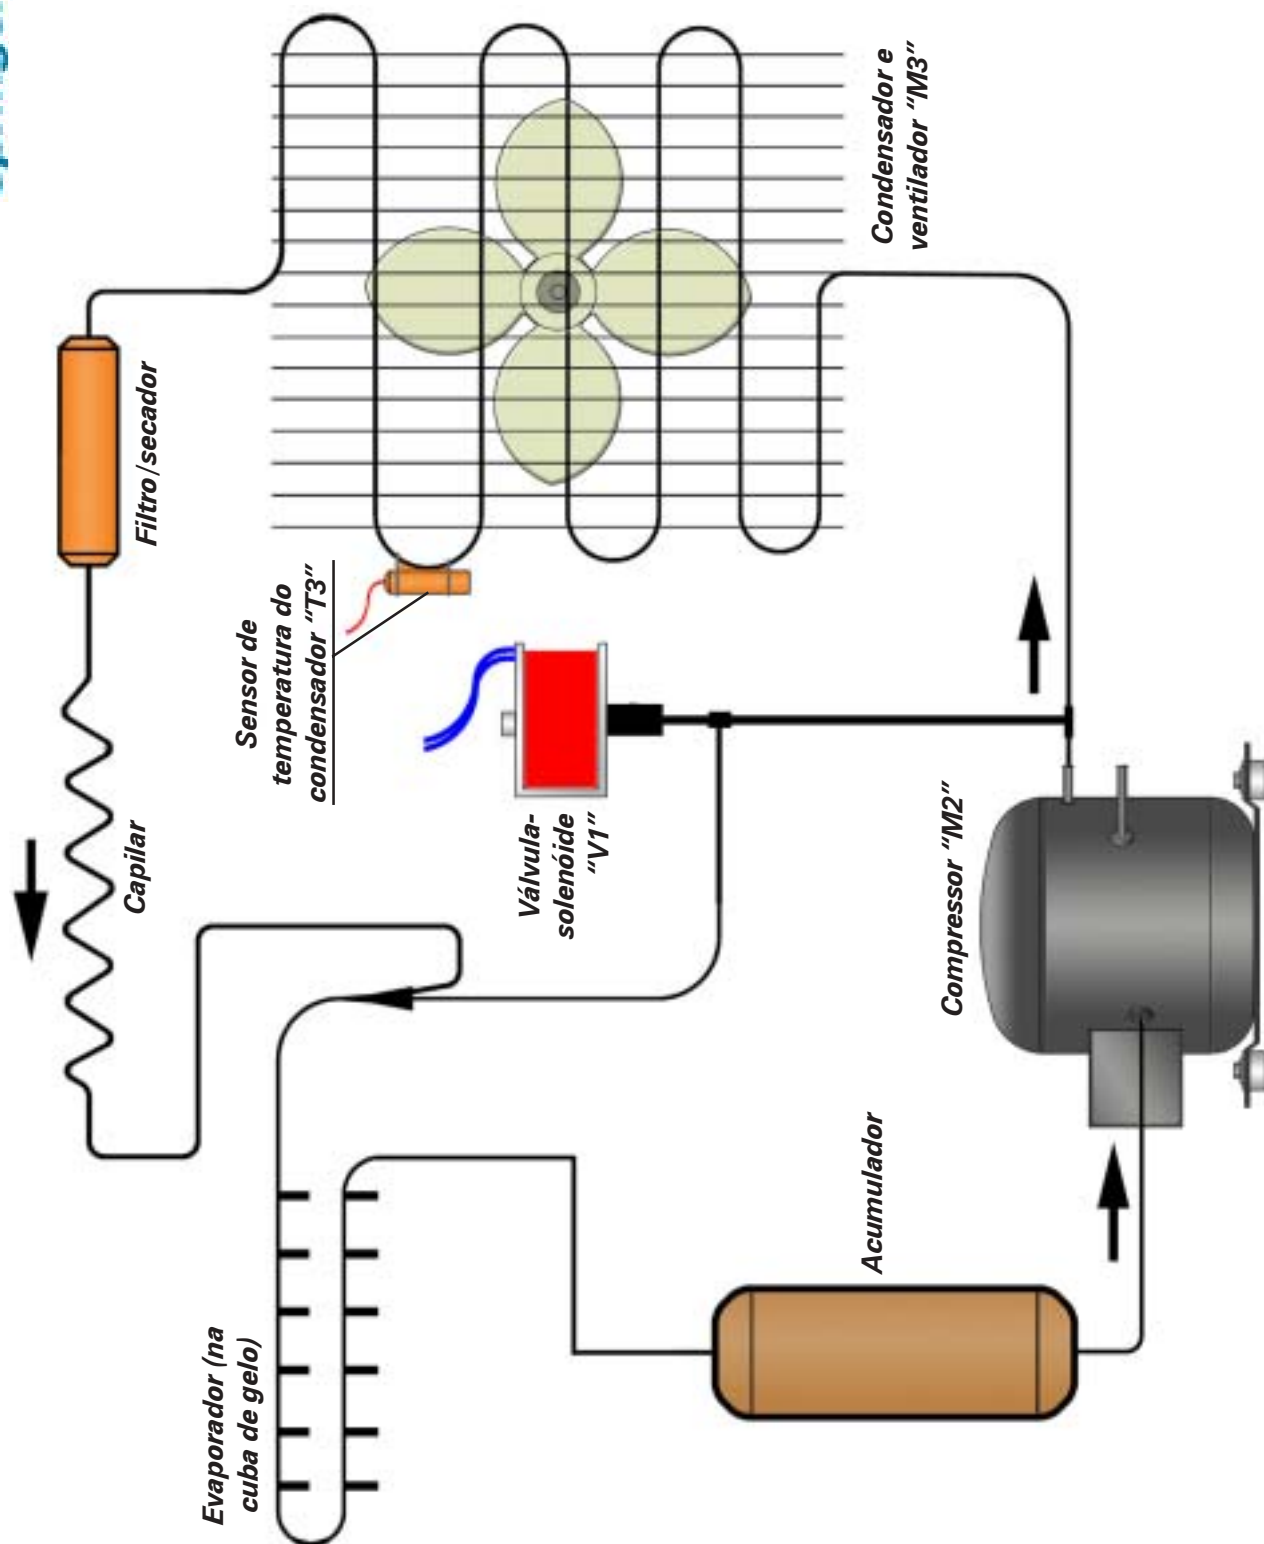 Capilar
Filtro/secador
Evaporador (na
cuba de gelo)
Sensor de
temperatura do
condensador "T3"
Válvula-
solenóide
"V1"
Acumulador
Compressor "M2"
Condensador e
ventilador "M3"